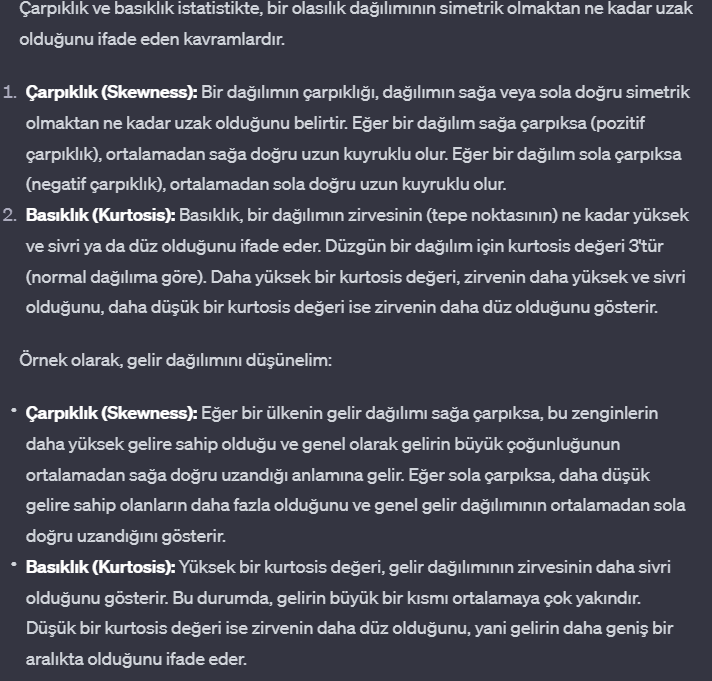 Çarpıklık ve basıklık istatistikte, bir olasılık dağılımının simetrik olmaktan ne kadar uzak
olduğunu ifade eden kavramlardır.
1. Çarpıklık (Skewness): Bir dağılımın çarpıklığı, dağılımın sağa veya sola doğru simetrik
olmaktan ne kadar uzak olduğunu belirtir. Eğer bir dağılım sağa çarpıksa (pozitif
çarpıklık), ortalamadan sağa doğru uzun kuyruklu olur. Eğer bir dağılım sola çarpıksa
(negatif çarpıklık), ortalamadan sola doğru uzun kuyruklu olur.
2. Basıklık (Kurtosis): Basıklık, bir dağılımın zirvesinin (tepe noktasının) ne kadar yüksek
ve sivri ya da düz olduğunu ifade eder. Düzgün bir dağılım için kurtosis değeri 3'tür
(normal dağılıma göre). Daha yüksek bir kurtosis değeri, zirvenin daha yüksek ve sivri
olduğunu, daha düşük bir kurtosis değeri ise zirvenin daha düz olduğunu gösterir.
Örnek olarak, gelir dağılımını düşünelim:
• Çarpıklık (Skewness): Eğer bir ülkenin gelir dağılımı sağa çarpıksa, bu zenginlerin
daha yüksek gelire sahip olduğu ve genel olarak gelirin büyük çoğunluğunun
ortalamadan sağa doğru uzandığı anlamına gelir. Eğer sola çarpıksa, daha düşük
gelire sahip olanların daha fazla olduğunu ve genel gelir dağılımının ortalamadan sola
doğru uzandığını gösterir.
• Basıklık (Kurtosis): Yüksek bir kurtosis değeri, gelir dağılımının zirvesinin daha sivri
olduğunu gösterir. Bu durumda, gelirin büyük bir kısmı ortalamaya çok yakındır.
Düşük bir kurtosis değeri ise zirvenin daha düz olduğunu, yani gelirin daha geniş bir
aralıkta olduğunu ifade eder.